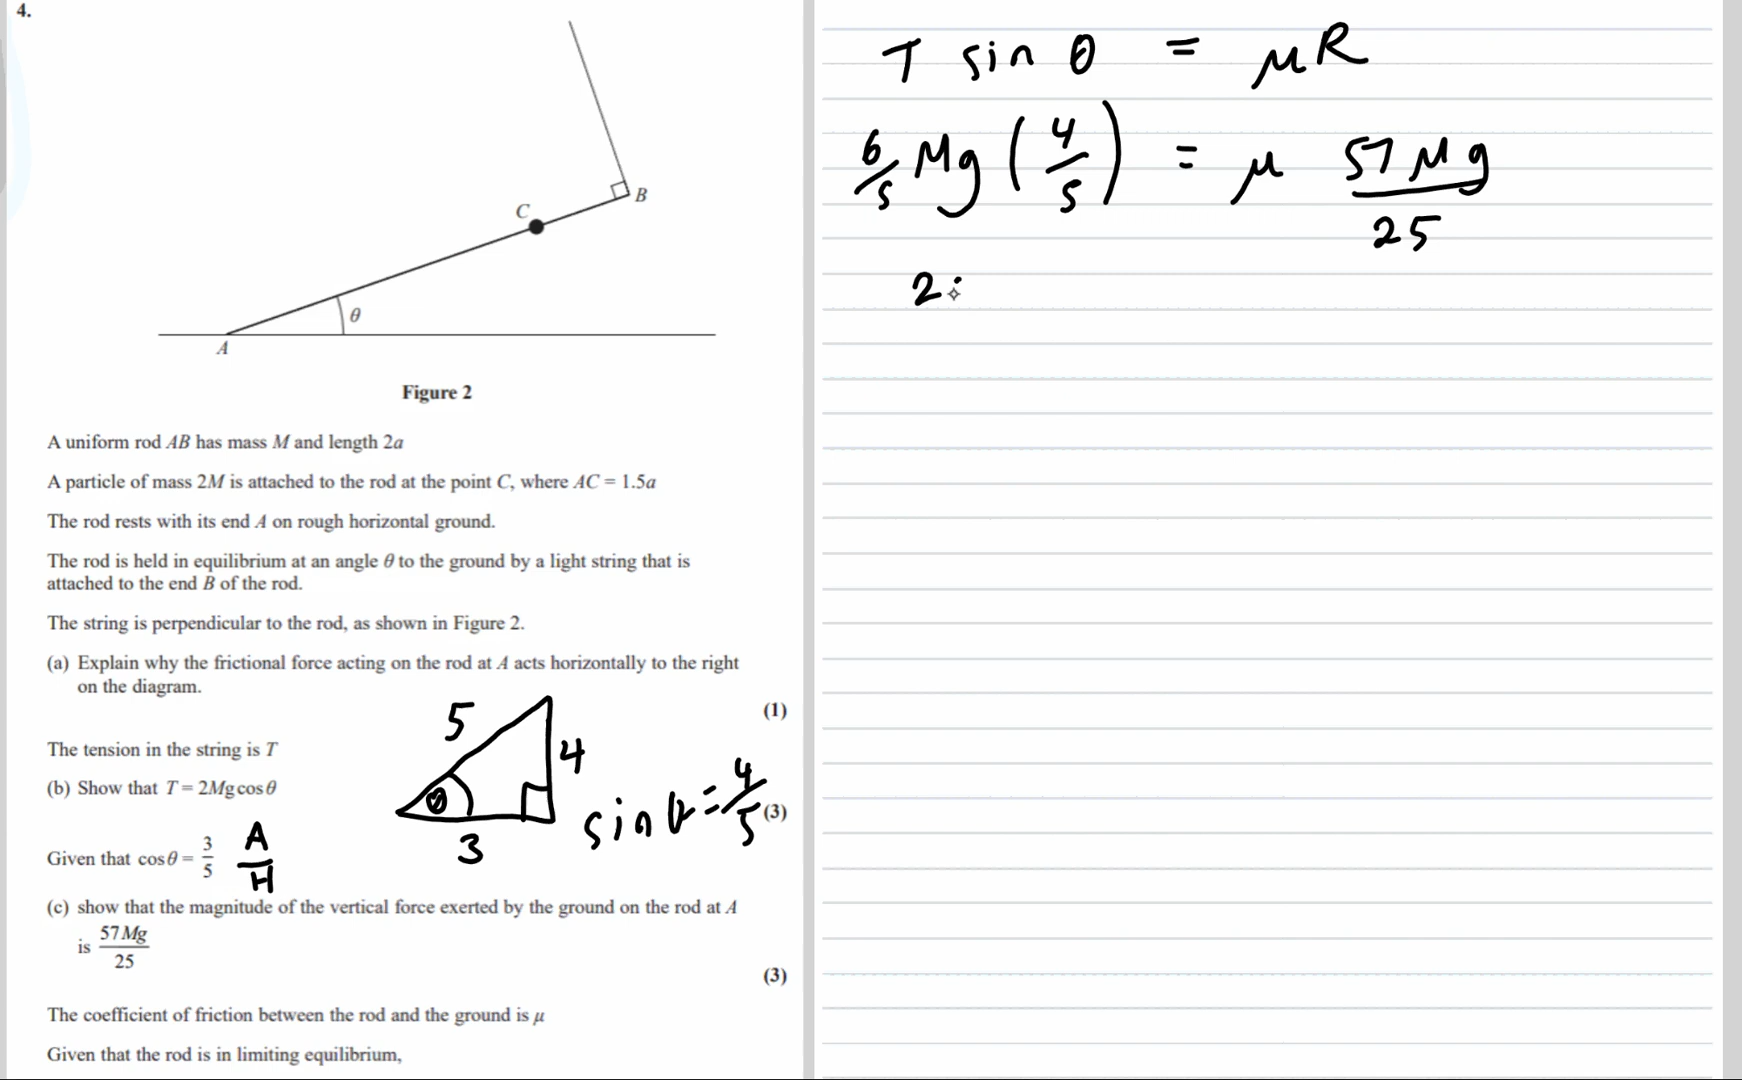 4.
C
B
θ
A
Figure 2
A uniform rod AB has mass M and length 2a
A particle of mass 2M is attached to the rod at the point C, where AC = 1.5a
The rod rests with its end A on rough horizontal ground.
The rod is held in equilibrium at an angle θ to the ground by a light string that is
attached to the end B of the rod.
The string is perpendicular to the rod, as shown in Figure 2.
(a) Explain why the frictional force acting on the rod at A acts horizontally to the right
on the diagram.
(1)
The tension in the string is T
(b) Show that T = 2Mg cos θ
(3)
5
4
θ
3
sin θ = 4/5
Given that cos θ = 3/5 A/H
(c) show that the magnitude of the vertical force exerted by the ground on the rod at A
is 57Mg/25
(3)
The coefficient of friction between the rod and the ground is μ
Given that the rod is in limiting equilibrium,
T sin θ = μR
6/5 Mg (4/5) = μ 57Mg/25
2